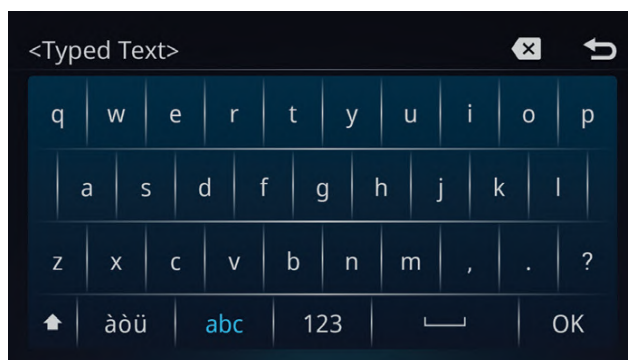 <Typed Text>
q w e r t y u i o p
a s d f g h j k l
z x c v b n m , . ?
àòü abc 123 OK